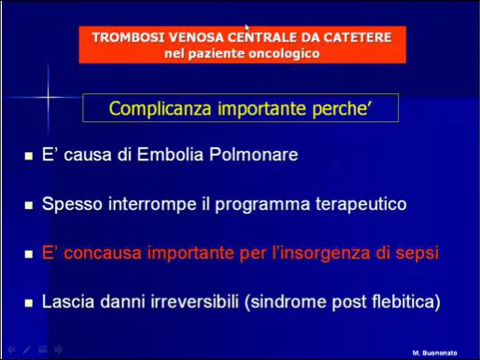 TROMBOSI VENOSA CENTRALE DA CATETERE
nel paziente oncologico
Complicanza importante perche’
E’ causa di Embolia Polmonare
Spesso interrompe il programma terapeutico
E’ concausa importante per l’insorgenza di sepsi
Lascia danni irreversibili (sindrome post flebitica)
M. Buononato